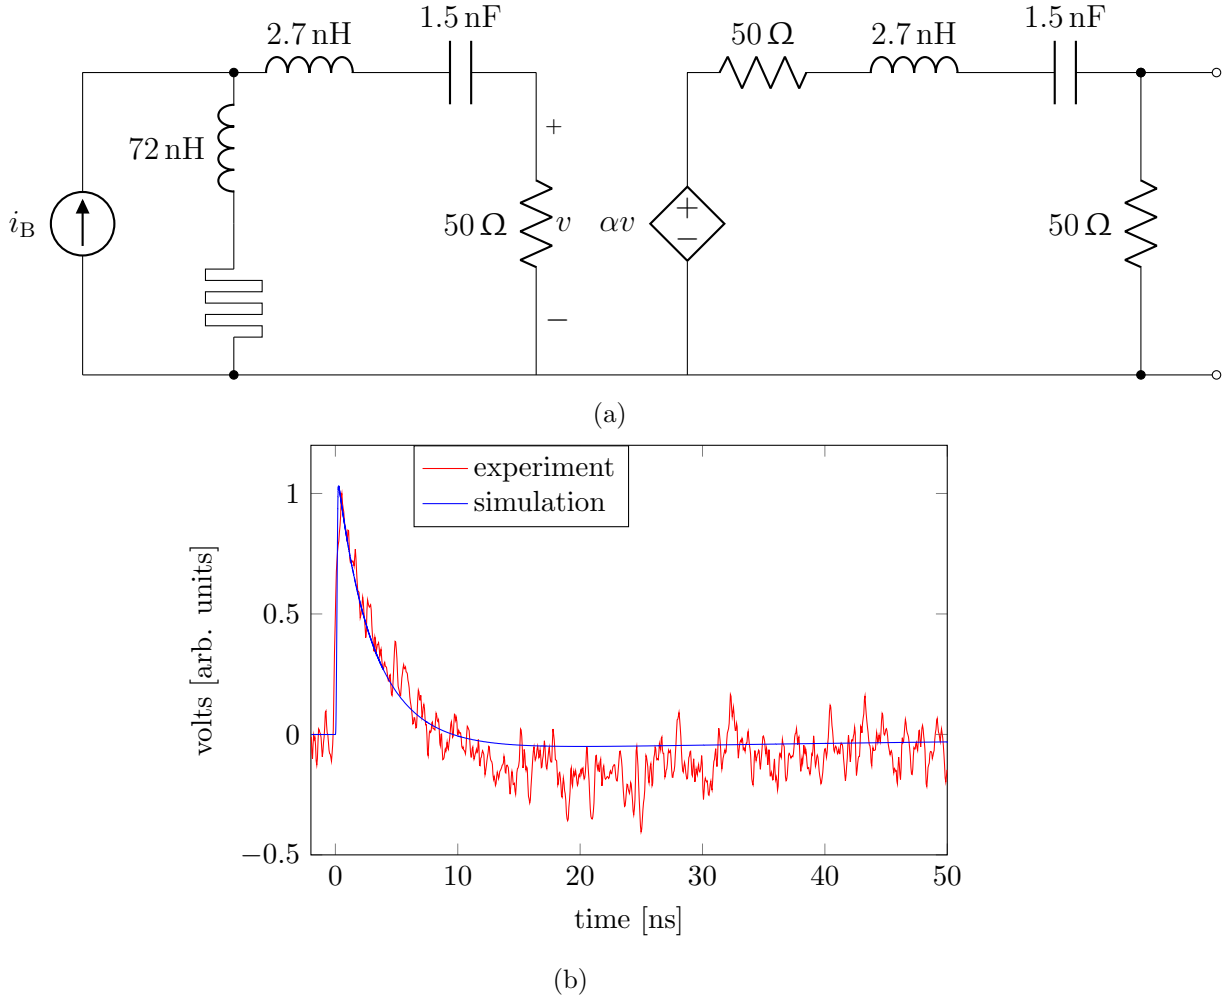 2.7 nH
1.5 nF
50 Ω
2.7 nH
1.5 nF
72 nH
+
iB
50 Ω
v
αv
+
−
50 Ω
−
(a)
experiment
simulation
1
0.5
0
−0.5
volts [arb. units]
0 10 20 30 40 50
time [ns]
(b)